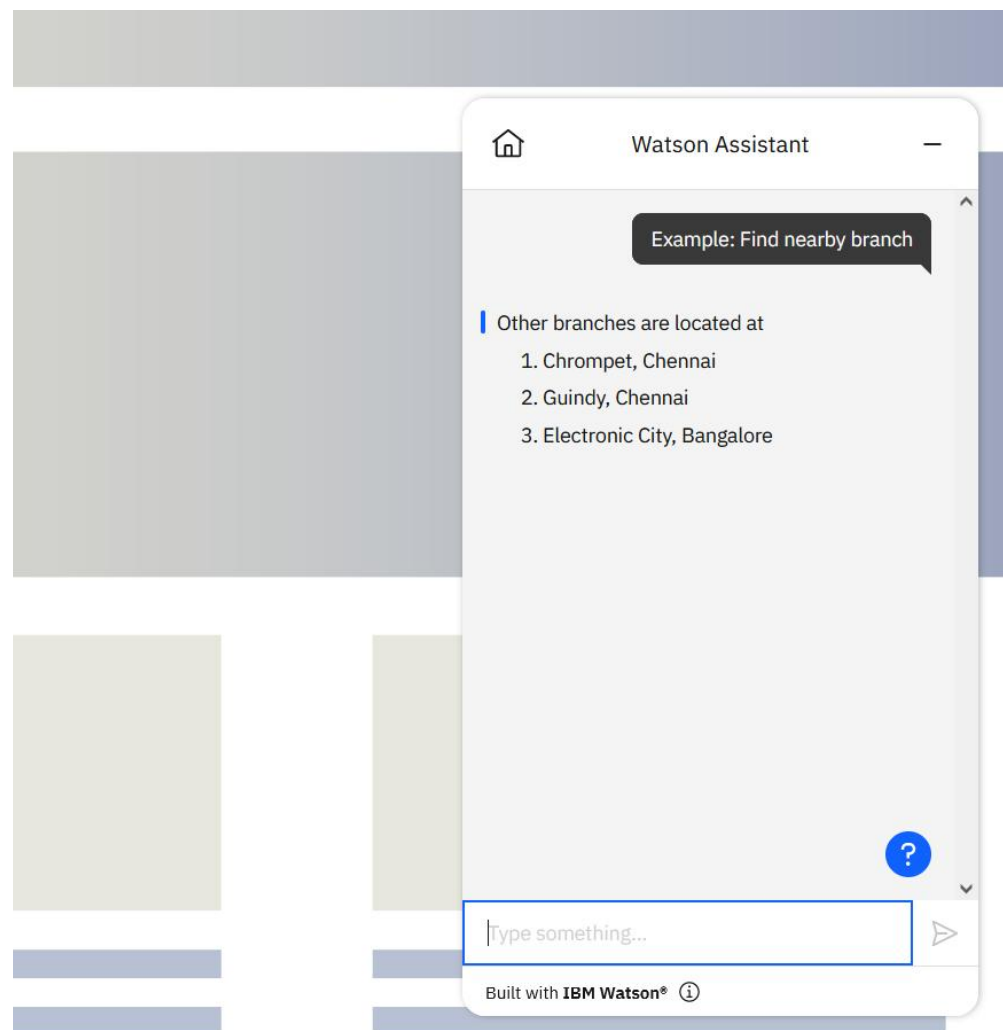 Watson Assistant
Example: Find nearby branch
Other branches are located at
1. Chrompet, Chennai
2. Guindy, Chennai
3. Electronic City, Bangalore
?
Type something...
Built with IBM Watson®